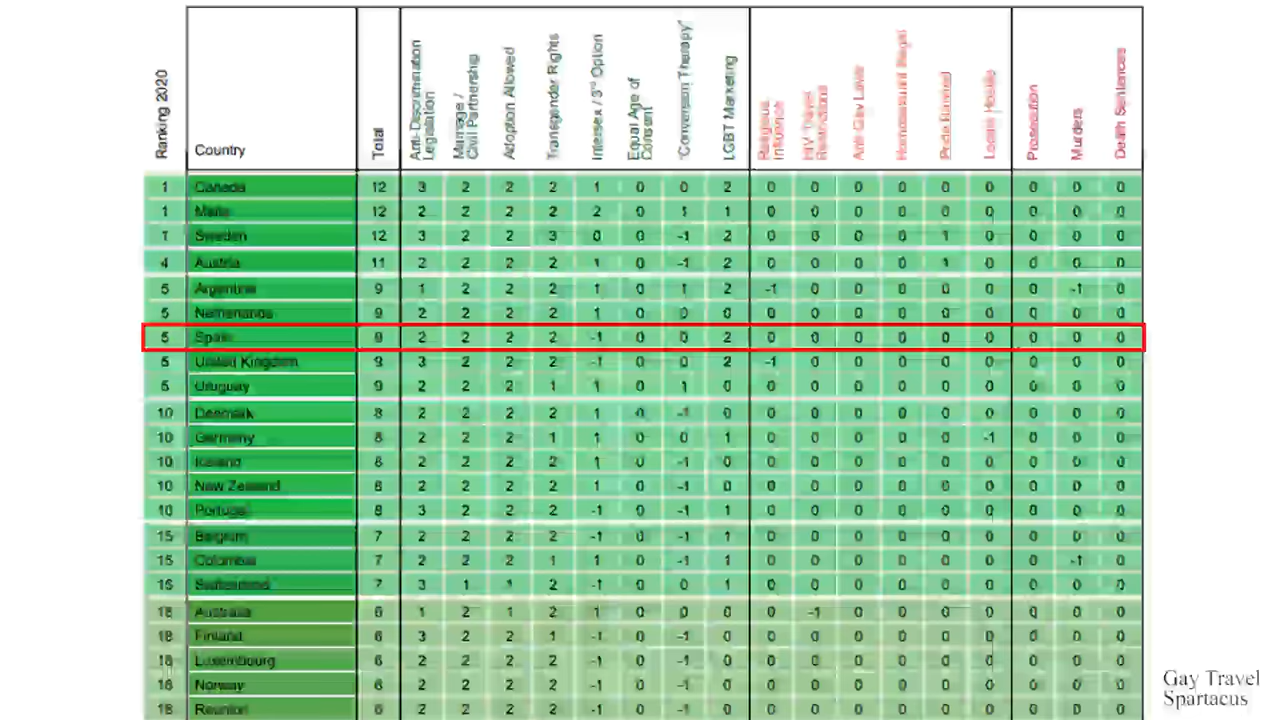 Ranking 2020 Country Total Anti-Discrimination Legislation Marriage / Civil Partnership Adoption Allowed Transgender Rights Intersex / 3rd Option Equal Age of Consent "Conversion Therapy" LGBT Marketing Religious Influence HIV Travel Restrictions Anti-Gay Laws Homosexuality Illegal Pride Banned Locals Hostile Prosecution Murders Death Sentences
1 Canada 12 3 2 2 2 1 0 0 2 0 0 0 0 0 0 0 0 0
1 Malta 12 2 2 2 2 2 0 1 1 0 0 0 0 0 0 0 0 0
1 Sweden 12 3 2 2 3 0 0 -1 2 0 0 0 0 1 0 0 0 0
4 Austria 11 2 2 2 2 1 0 -1 2 0 0 0 0 1 0 0 0 0
5 Argentina 9 1 2 2 2 1 0 1 2 -1 0 0 0 0 0 0 -1 0
5 Netherlands 9 2 2 2 2 1 0 0 0 0 0 0 0 0 0 0 0 0
5 Spain 9 2 2 2 2 -1 0 0 2 0 0 0 0 0 0 0 0 0
5 United Kingdom 9 3 2 2 2 -1 0 0 2 -1 0 0 0 0 0 0 0 0
5 Uruguay 9 2 2 2 1 1 0 1 0 0 0 0 0 0 0 0 0 0
10 Denmark 8 2 2 2 2 1 0 -1 0 0 0 0 0 0 0 0 0 0
10 Germany 8 2 2 2 1 1 0 0 1 0 0 0 0 0 -1 0 0 0
10 Iceland 8 2 2 2 2 1 0 -1 0 0 0 0 0 0 0 0 0 0
10 New Zealand 8 2 2 2 2 1 0 -1 0 0 0 0 0 0 0 0 0 0
10 Portugal 8 3 2 2 2 -1 0 -1 1 0 0 0 0 0 0 0 0 0
15 Belgium 7 2 2 2 2 -1 0 -1 1 0 0 0 0 0 0 0 0 0
15 Colombia 7 2 2 2 1 1 0 -1 1 0 0 0 0 0 0 0 -1 0
15 Switzerland 7 3 1 1 2 -1 0 0 1 0 0 0 0 0 0 0 0 0
18 Australia 6 1 2 1 2 1 0 0 0 0 -1 0 0 0 0 0 0 0
18 Finland 6 3 2 2 1 -1 0 -1 0 0 0 0 0 0 0 0 0 0
18 Luxembourg 6 2 2 2 2 -1 0 -1 0 0 0 0 0 0 0 0 0 0
18 Norway 6 2 2 2 2 -1 0 -1 0 0 0 0 0 0 0 0 0 0
18 Reunion 6 2 2 2 2 -1 0 -1 0 0 0 0 0 0 0 0 0 0
Gay Travel
Spartacus